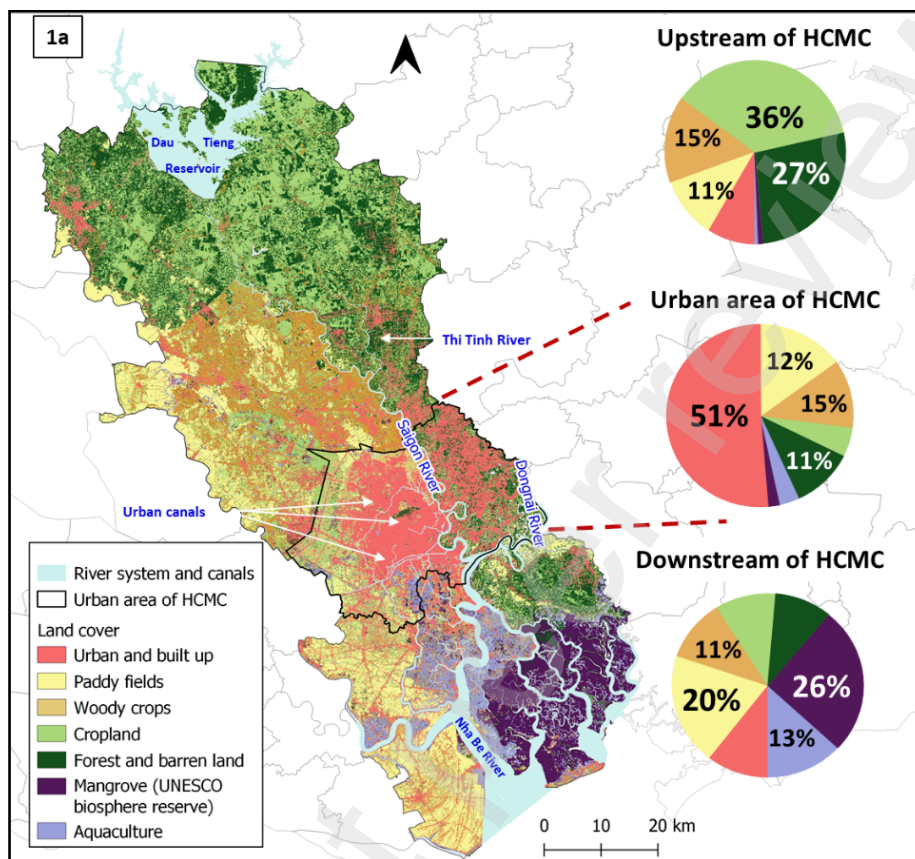 1a
Upstream of HCMC
36%
15%
27%
11%
Dau Tieng
Reservoir
Thi Tinh River
Urban area of HCMC
12%
15%
51%
11%
Saigon River
Dongnai River
Urban canals
Downstream of HCMC
11%
26%
20%
13%
Nha Be River
River system and canals
Urban area of HCMC
Land cover
Urban and built up
Paddy fields
Woody crops
Cropland
Forest and barren land
Mangrove (UNESCO
biosphere reserve)
Aquaculture
0 10 20 km
review